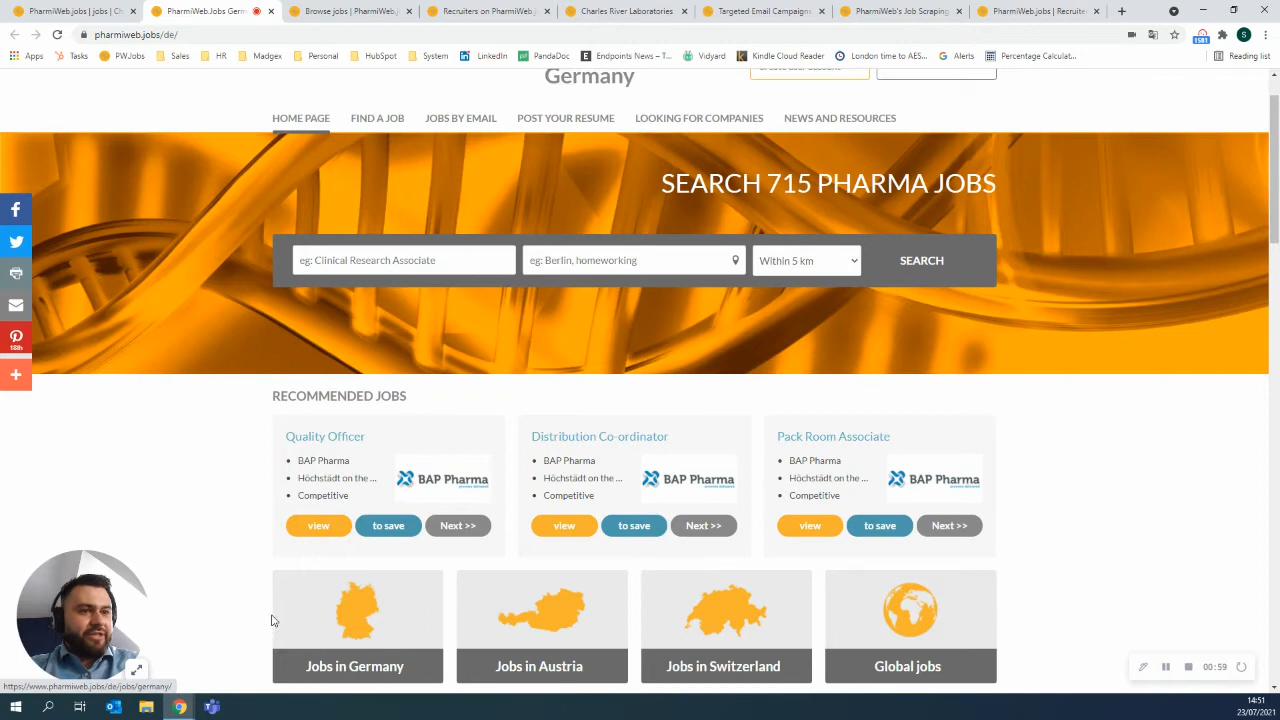 PharmiWeb.jobs | Jobs | Ch
PharmiWeb.Jobs Germ
Browse jobs | PharmiWeb.j
Recruiters on PharmiWeb.j
Charles River Laboratories
Targeted Email Campaigns
PharmiWeb's Job Scraping
PharmiWeb.jobs | Recruite
pharmiweb.jobs/de/
1581
S
Apps
Tasks
PWJobs
Sales
HR
Madgex
Personal
HubSpot
System
LinkedIn
PandaDoc
Endpoints News – T...
Vidyard
Kindle Cloud Reader
London time to AES...
Alerts
Percentage Calculat...
Reading list
Germany
HOME PAGE
FIND A JOB
JOBS BY EMAIL
POST YOUR RESUME
LOOKING FOR COMPANIES
NEWS AND RESOURCES
SEARCH 715 PHARMA JOBS
eg: Clinical Research Associate
eg: Berlin, homeworking
Within 5 km
SEARCH
RECOMMENDED JOBS
Quality Officer
BAP Pharma
Höchstädt on the ...
Competitive
BAP Pharma
view
to save
Next >>
Distribution Co-ordinator
BAP Pharma
Höchstädt on the ...
Competitive
BAP Pharma
view
to save
Next >>
Pack Room Associate
BAP Pharma
Höchstädt on the ...
Competitive
BAP Pharma
view
to save
Next >>
Jobs in Germany
Jobs in Austria
Jobs in Switzerland
Global jobs
https://www.pharmiweb.jobs/de/jobs/germany/
00:59
14:51
23/07/2021